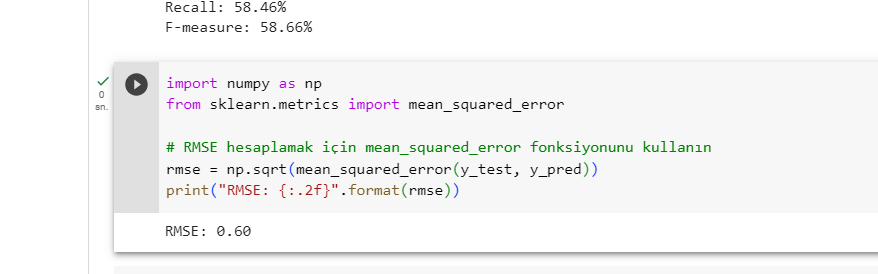 Recall: 58.46%
F-measure: 58.66%
0
sn.
import numpy as np
from sklearn.metrics import mean_squared_error
# RMSE hesaplamak için mean_squared_error fonksiyonunu kullanın
rmse = np.sqrt(mean_squared_error(y_test, y_pred))
print("RMSE: {:.2f}".format(rmse))
RMSE: 0.60